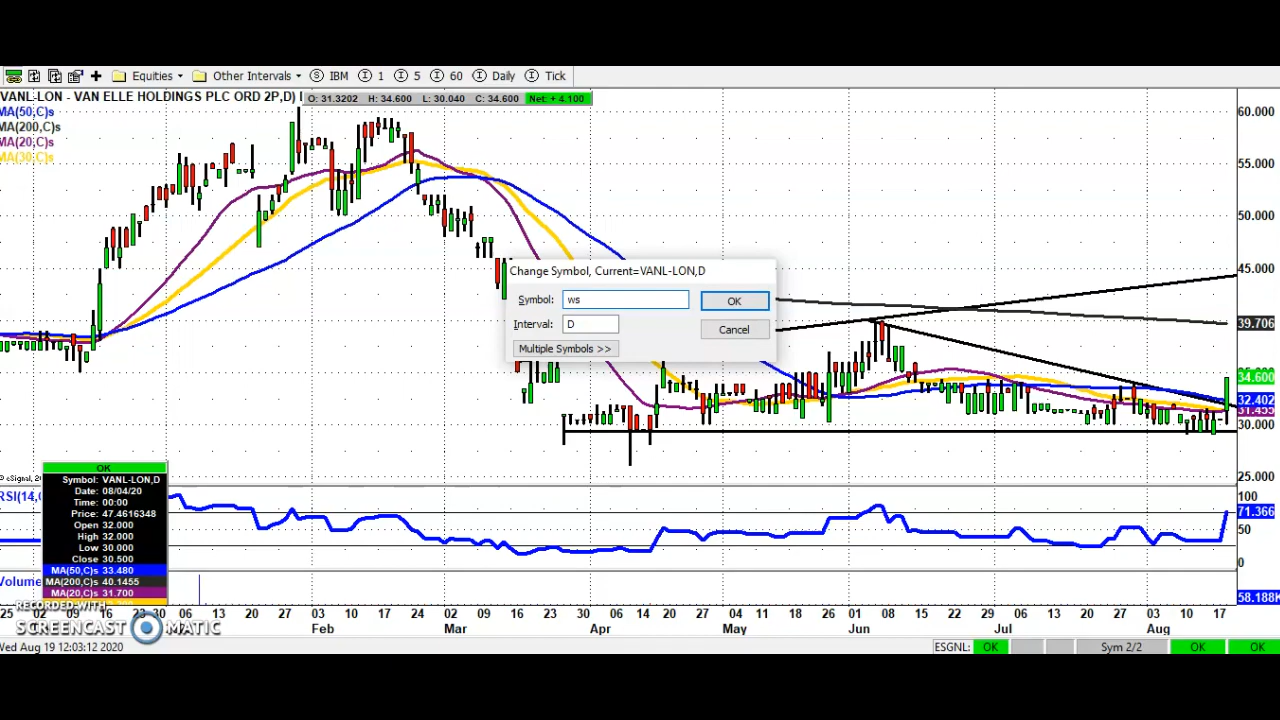 Equities Other Intervals S IBM I 1 I 5 I 60 I Daily I Tick
VANL-LON - VAN ELLE HOLDINGS PLC ORD 2P,D)
O: 31.3202 H: 34.600 L: 30.040 C: 34.600 Net: + 4.100
MA(50,C)s
MA(200,C)s
MA(20,C)s
MA(30,C)s
60.000
55.000
50.000
45.000
39.706
34.600
32.402
30.000
25.000
Change Symbol, Current=VANL-LON,D
Symbol: ws OK
Interval: D Cancel
Multiple Symbols >>
OK
Symbol: VANL-LON,D
Date: 08/04/20
Time: 00:00
Price: 47.4616348
Open 32.000
High 32.000
Low 30.000
Close 30.500
MA(50,C)s 33.480
MA(200,C)s 40.1455
MA(20,C)s 31.700
© eSignal, 2
RSI(14,
100
71.366
50
0
Volume
58.188K
25 02 09 23 30 06 13 20 27 03 10 17 24 02 09 16 23 30 06 14 20 27 04 11 18 26 01 08 15 22 29 06 13 20 27 03 10 17
Feb Mar Apr May Jun Jul Aug
RECORDED WITH
SCREENCAST MATIC
Wed Aug 19 12:03:12 2020
ESGNL: OK Sym 2/2 OK OK